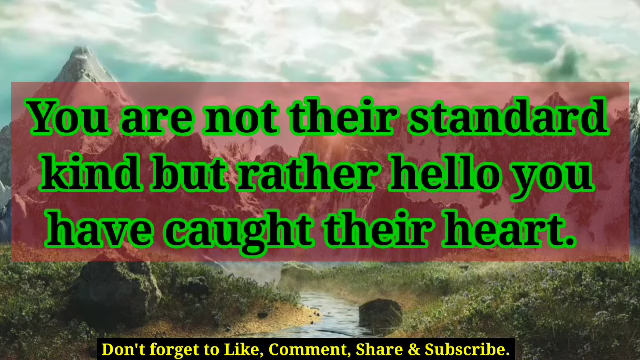 You are not their standard
kind but rather hello you
have caught their heart.
Don't forget to Like, Comment, Share & Subscribe.